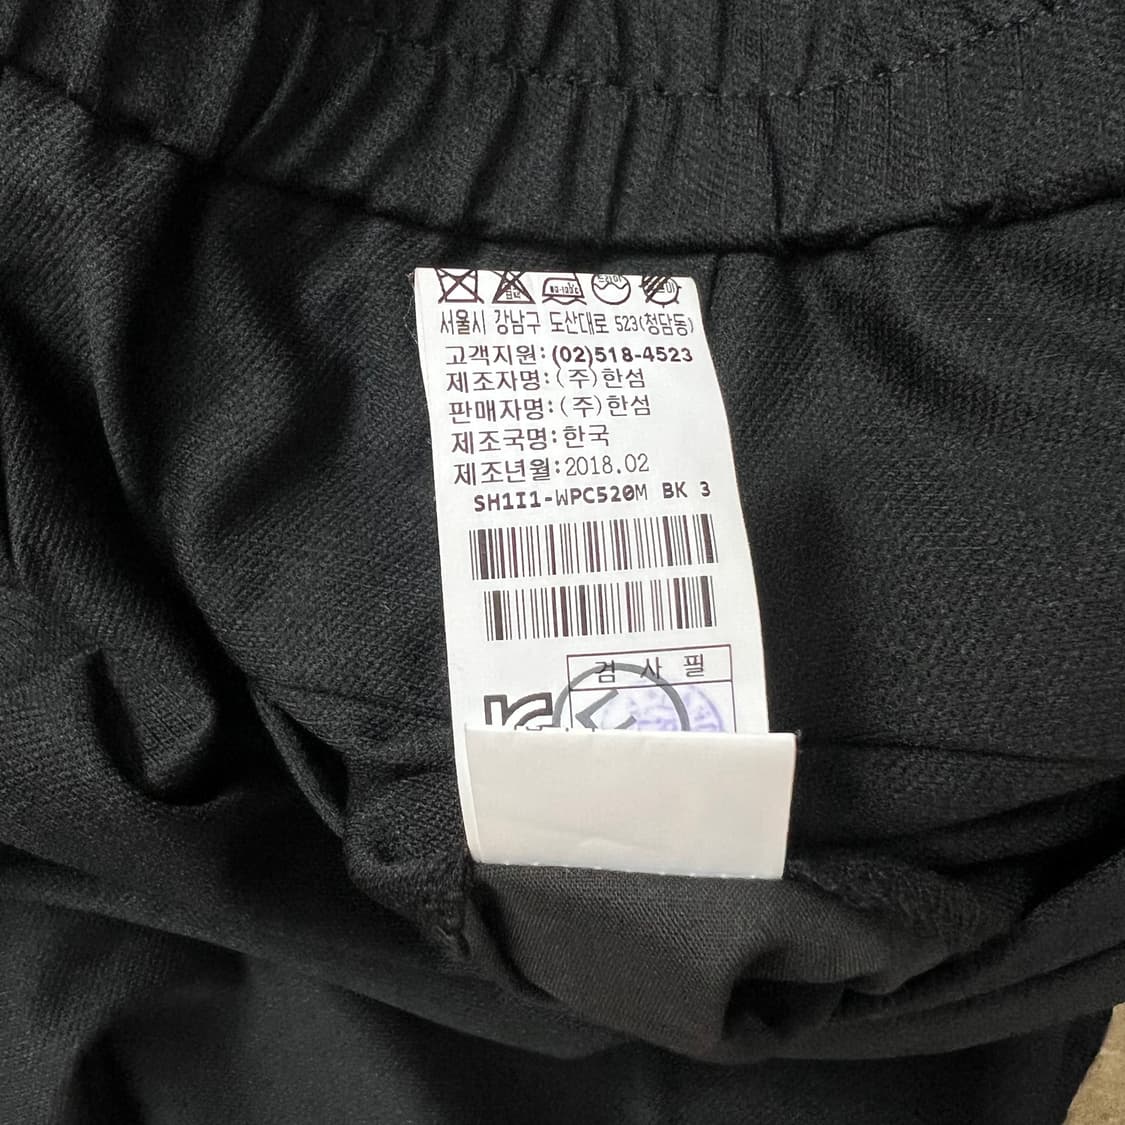 서울시 강남구 도산대로 523(청담동)
고객지원:(02)518-4523
제조자명:(주)한섬
판매자명:(주)한섬
제조국명:한국
제조년월:2018.02
SH1I1-WPC520M BK 3
검 사 필